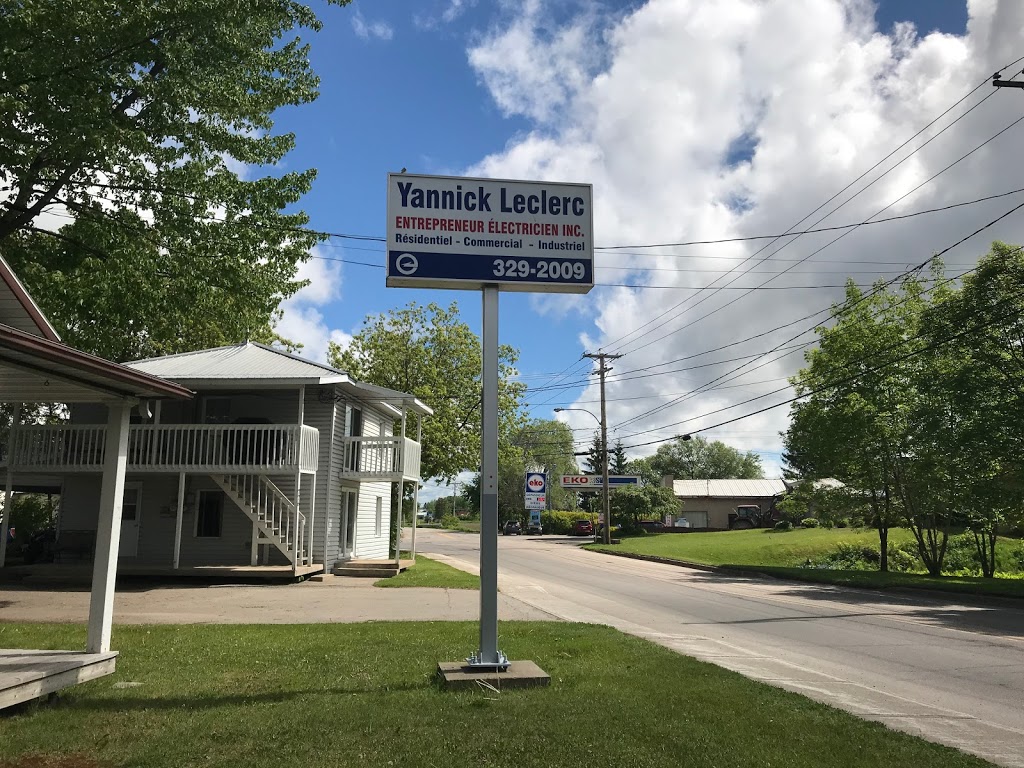 Yannick Leclerc
ENTREPRENEUR ÉLECTRICIEN INC.
Résidentiel - Commercial - Industriel
329-2009
eko
EKO